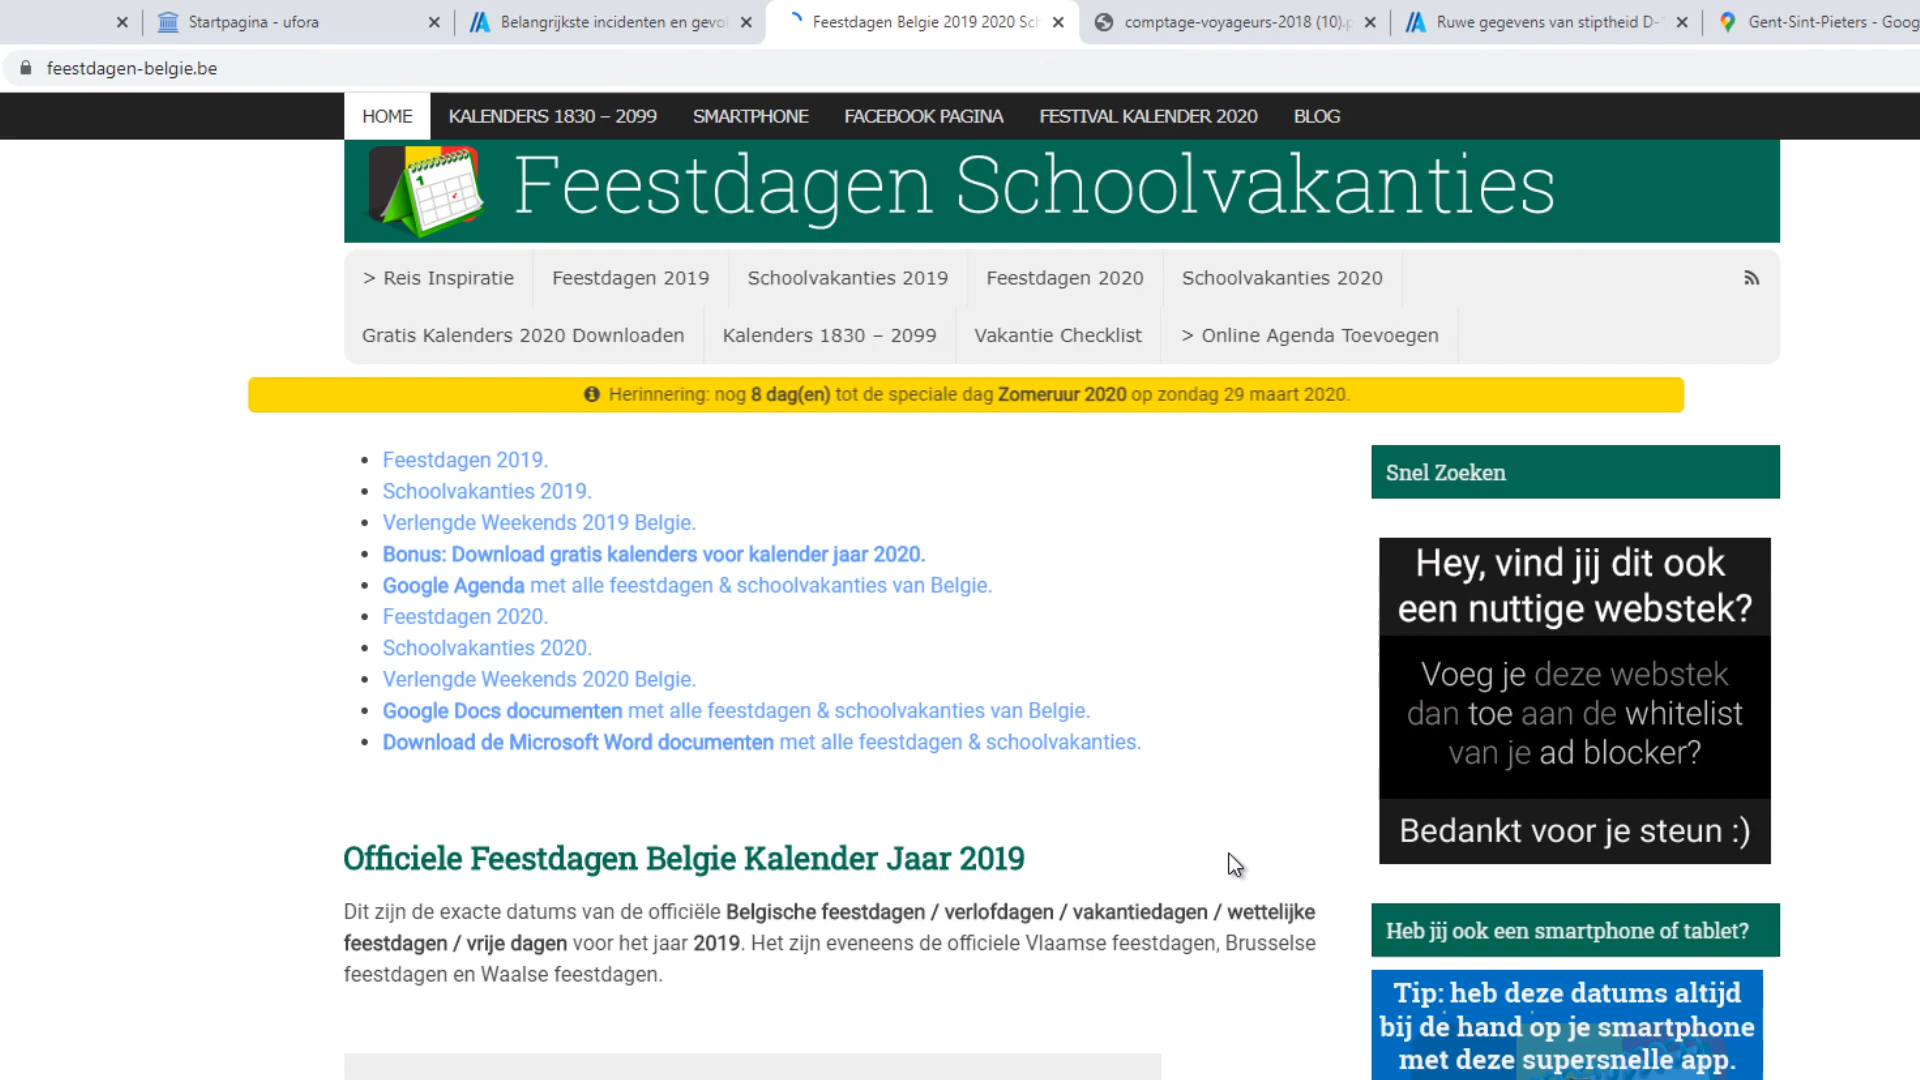 Startpagina - ufora
Belangrijkste incidenten en gevol
Feestdagen Belgie 2019 2020 Sch
comptage-voyageurs-2018 (10).p
Ruwe gegevens van stiptheid D-
Gent-Sint-Pieters - Goog
feestdagen-belgie.be
HOME KALENDERS 1830 – 2099 SMARTPHONE FACEBOOK PAGINA FESTIVAL KALENDER 2020 BLOG
Feestdagen Schoolvakanties
> Reis Inspiratie Feestdagen 2019 Schoolvakanties 2019 Feestdagen 2020 Schoolvakanties 2020
Gratis Kalenders 2020 Downloaden Kalenders 1830 – 2099 Vakantie Checklist > Online Agenda Toevoegen
Herinnering: nog 8 dag(en) tot de speciale dag Zomeruur 2020 op zondag 29 maart 2020.
• Feestdagen 2019.
• Schoolvakanties 2019.
• Verlengde Weekends 2019 Belgie.
• Bonus: Download gratis kalenders voor kalender jaar 2020.
• Google Agenda met alle feestdagen & schoolvakanties van Belgie.
• Feestdagen 2020.
• Schoolvakanties 2020.
• Verlengde Weekends 2020 Belgie.
• Google Docs documenten met alle feestdagen & schoolvakanties van Belgie.
• Download de Microsoft Word documenten met alle feestdagen & schoolvakanties.
Officiele Feestdagen Belgie Kalender Jaar 2019
Dit zijn de exacte datums van de officiële Belgische feestdagen / verlofdagen / vakantiedagen / wettelijke
feestdagen / vrije dagen voor het jaar 2019. Het zijn eveneens de officiele Vlaamse feestdagen, Brusselse
feestdagen en Waalse feestdagen.
Snel Zoeken
Hey, vind jij dit ook
een nuttige webstek?
Voeg je deze webstek
dan toe aan de whitelist
van je ad blocker?
Bedankt voor je steun :)
Heb jij ook een smartphone of tablet?
Tip: heb deze datums altijd
bij de hand op je smartphone
met deze supersnelle app.